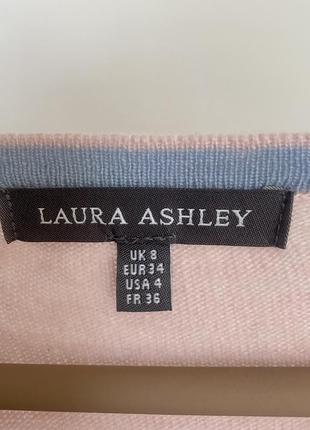 LAURA ASHLEY
UK 8
EUR 34
USA 4
FR 36